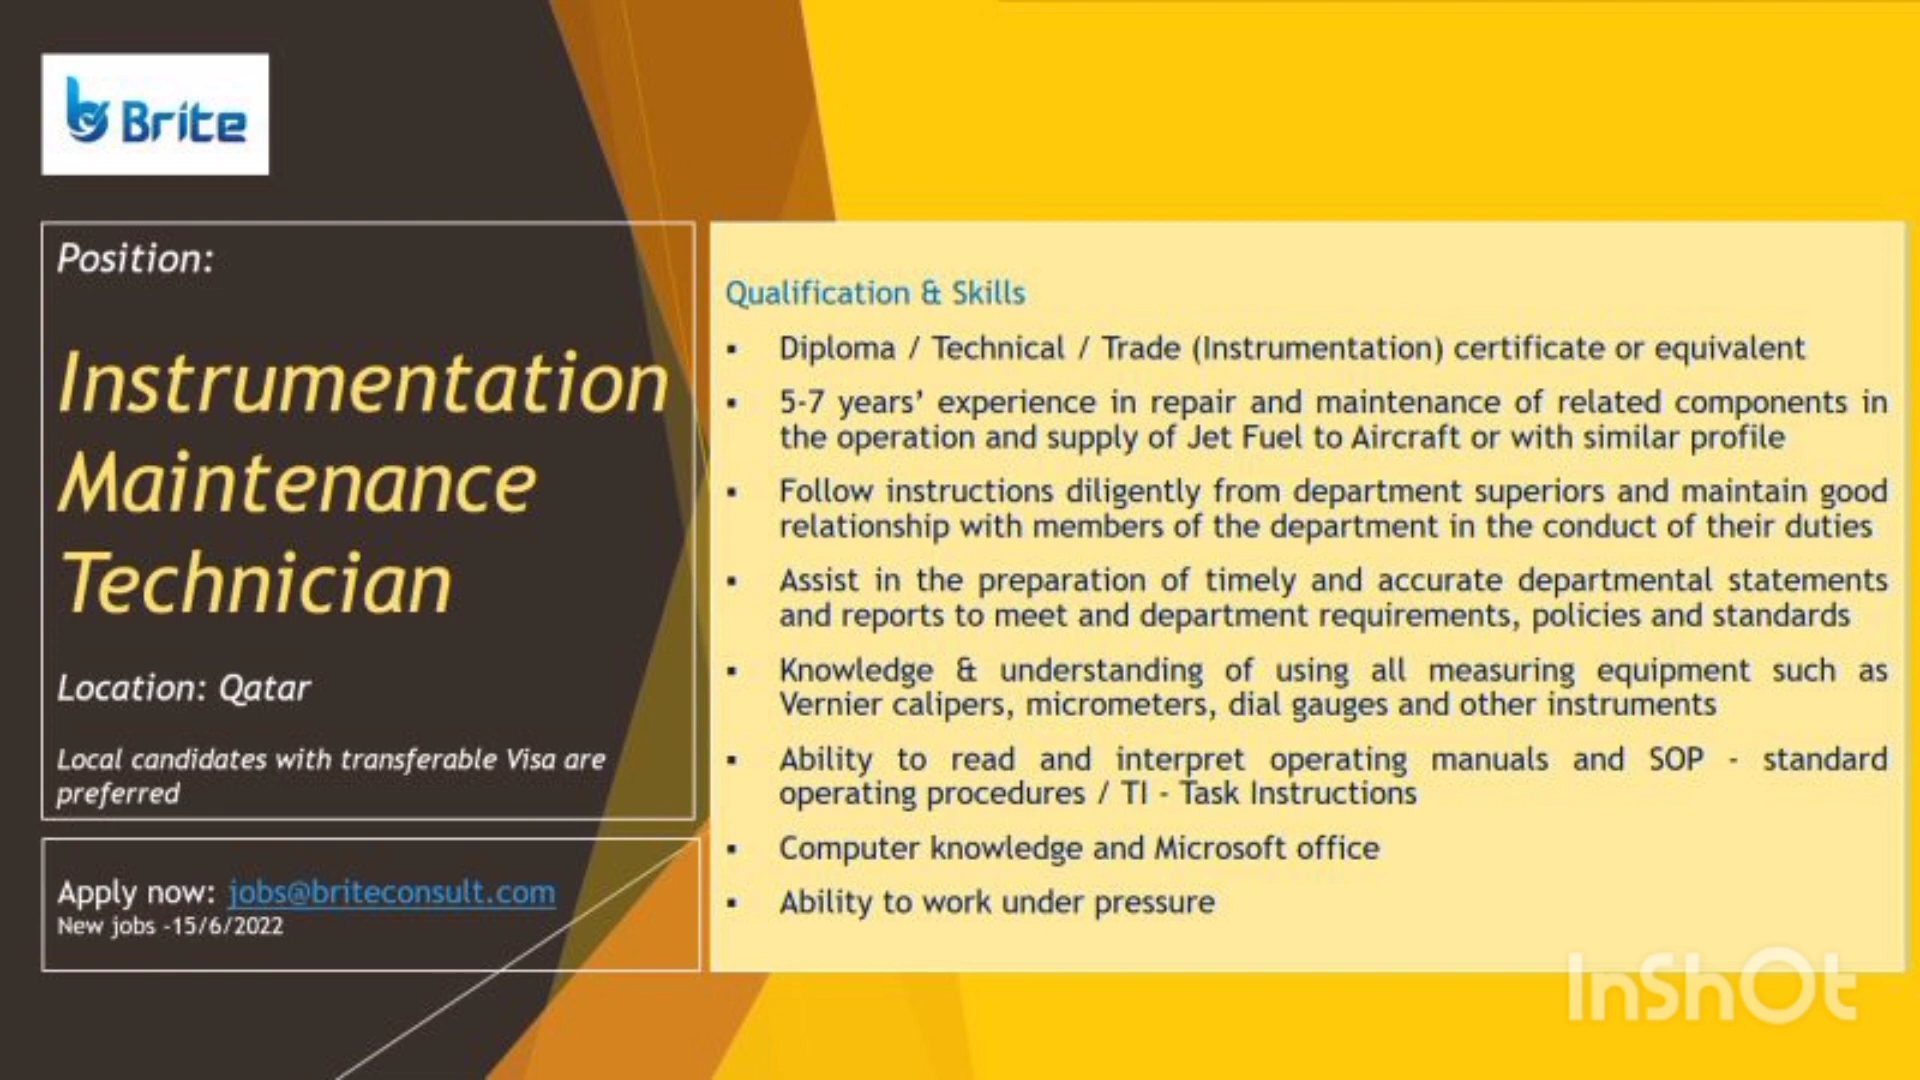 Brite
Position:
Instrumentation
Maintenance
Technician
Location: Qatar
Local candidates with transferable Visa are
preferred
Apply now: jobs@briteconsult.com
New jobs -15/6/2022
Qualification & Skills
▪ Diploma / Technical / Trade (Instrumentation) certificate or equivalent
▪ 5-7 years’ experience in repair and maintenance of related components in
the operation and supply of Jet Fuel to Aircraft or with similar profile
▪ Follow instructions diligently from department superiors and maintain good
relationship with members of the department in the conduct of their duties
▪ Assist in the preparation of timely and accurate departmental statements
and reports to meet and department requirements, policies and standards
▪ Knowledge & understanding of using all measuring equipment such as
Vernier calipers, micrometers, dial gauges and other instruments
▪ Ability to read and interpret operating manuals and SOP - standard
operating procedures / TI - Task Instructions
▪ Computer knowledge and Microsoft office
▪ Ability to work under pressure
InShOt